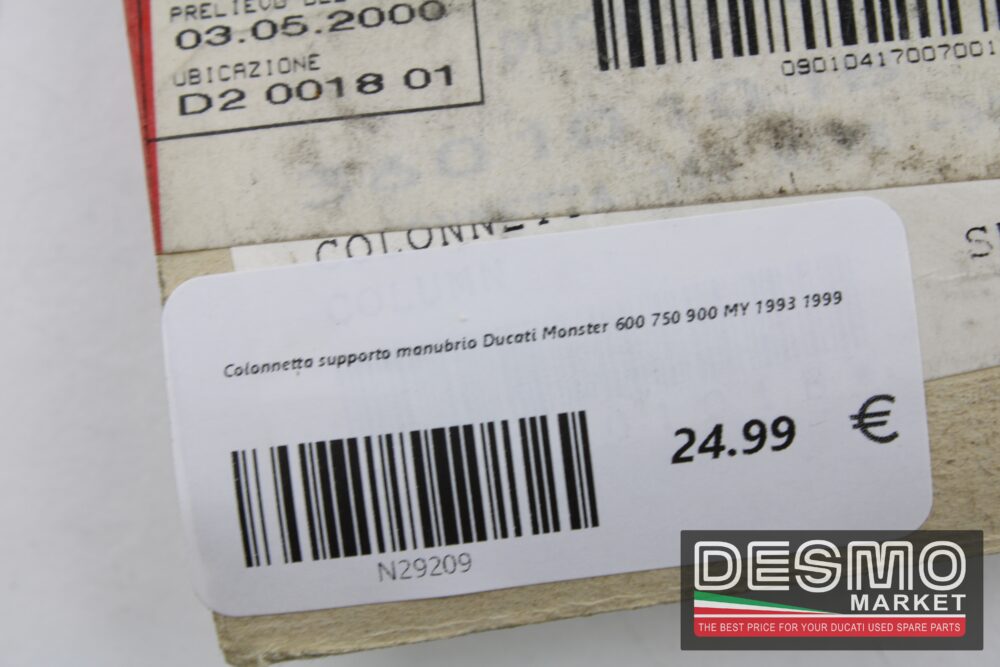 PRELIEVO
03.05.2000
UBICAZIONE
D2 0018 01
09010417007001
Colonnetta supporto manubrio Ducati Monster 600 750 900 MY 1993 1999
24.99 €
N29209
DESMO
MARKET
THE BEST PRICE FOR YOUR DUCATI USED SPARE PARTS